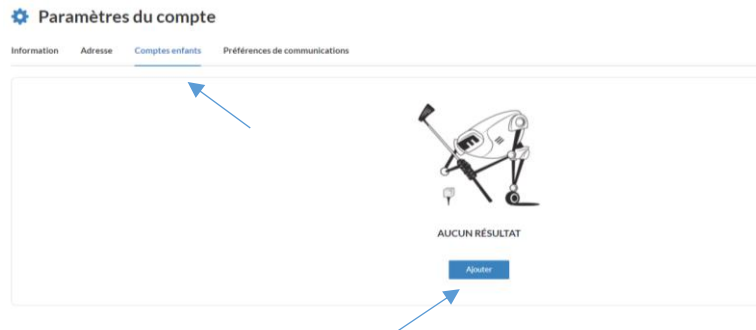 Paramètres du compte
Information Adresse Comptes enfants Préférences de communications
AUCUN RÉSULTAT
Ajouter